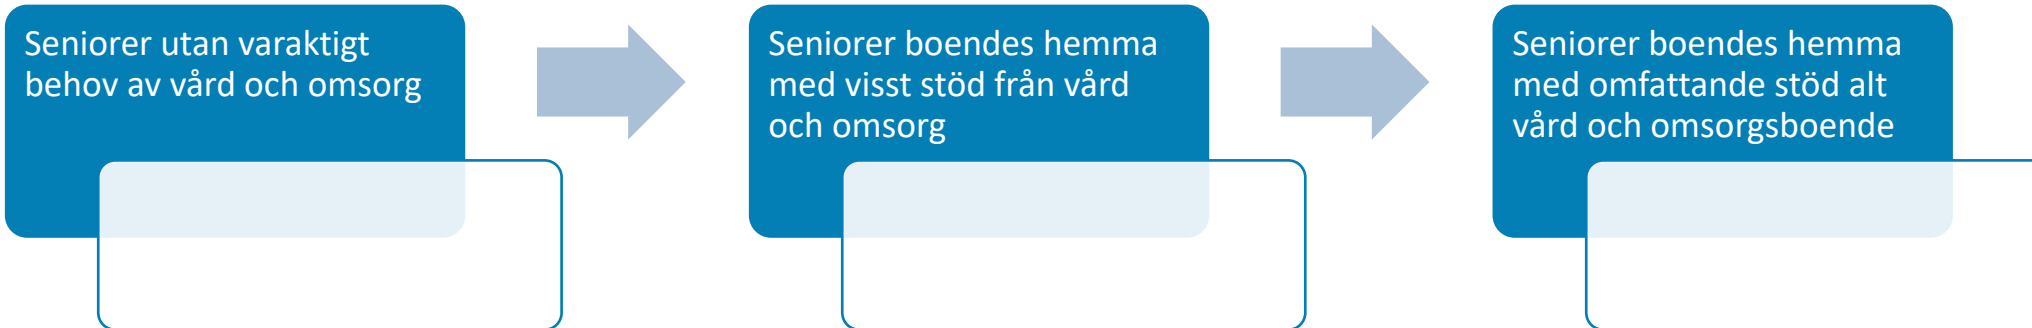 Seniorer utan varaktigt
behov av vård och omsorg
Seniorer boendes hemma
med visst stöd från vård
och omsorg
Seniorer boendes hemma
med omfattande stöd alt
vård och omsorgsboende